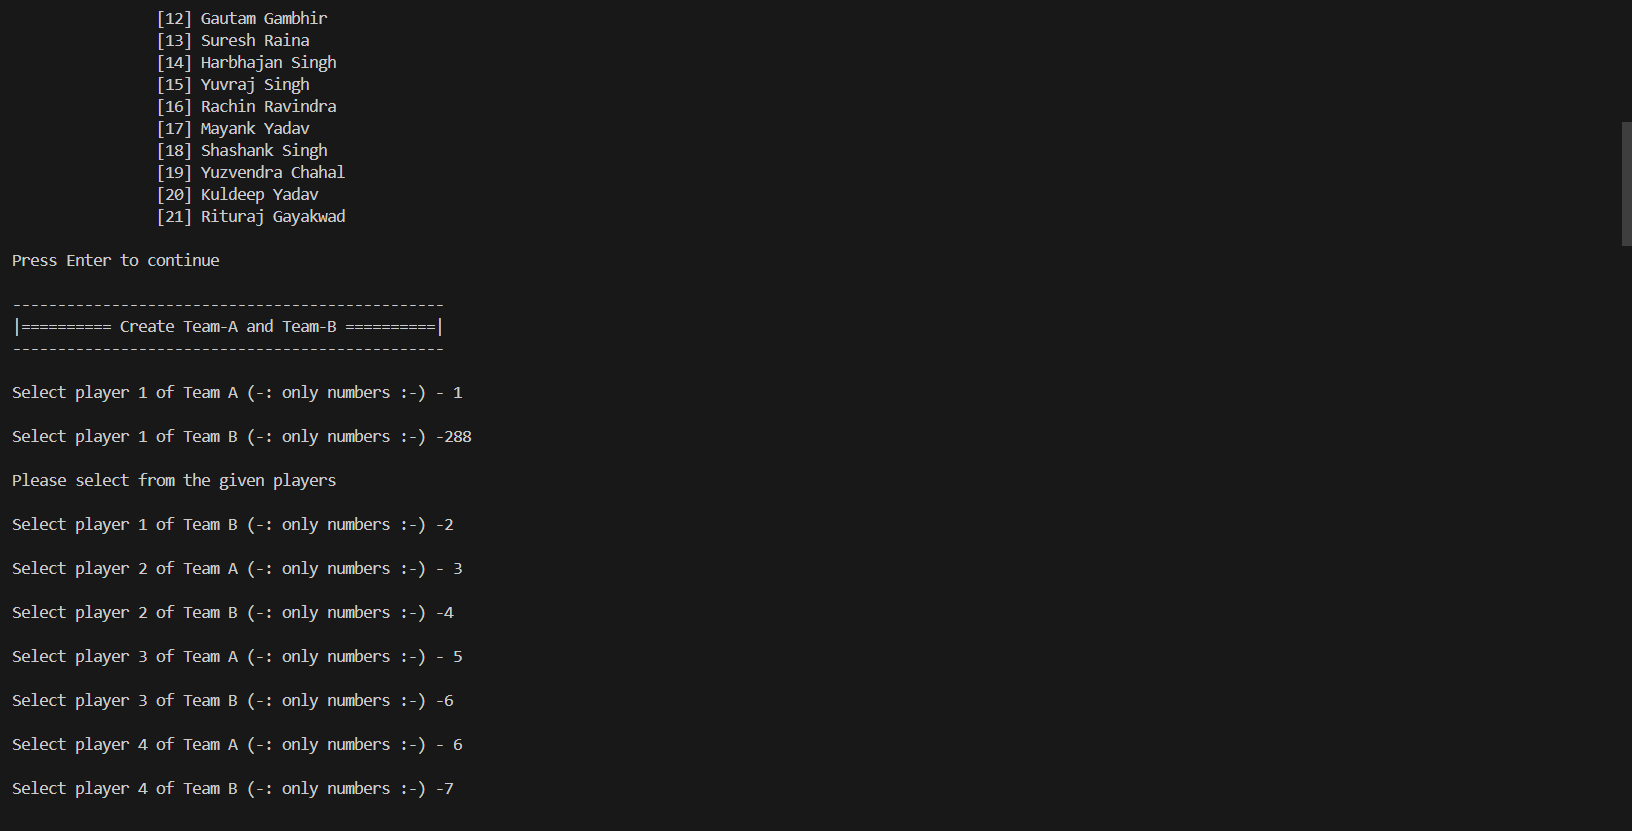 [12] Gautam Gambhir
[13] Suresh Raina
[14] Harbhajan Singh
[15] Yuvraj Singh
[16] Rachin Ravindra
[17] Mayank Yadav
[18] Shashank Singh
[19] Yuzvendra Chahal
[20] Kuldeep Yadav
[21] Rituraj Gayakwad
Press Enter to continue
------------------------------------------------
|========== Create Team-A and Team-B ==========|
------------------------------------------------
Select player 1 of Team A (-: only numbers :-) - 1
Select player 1 of Team B (-: only numbers :-) -288
Please select from the given players
Select player 1 of Team B (-: only numbers :-) -2
Select player 2 of Team A (-: only numbers :-) - 3
Select player 2 of Team B (-: only numbers :-) -4
Select player 3 of Team A (-: only numbers :-) - 5
Select player 3 of Team B (-: only numbers :-) -6
Select player 4 of Team A (-: only numbers :-) - 6
Select player 4 of Team B (-: only numbers :-) -7